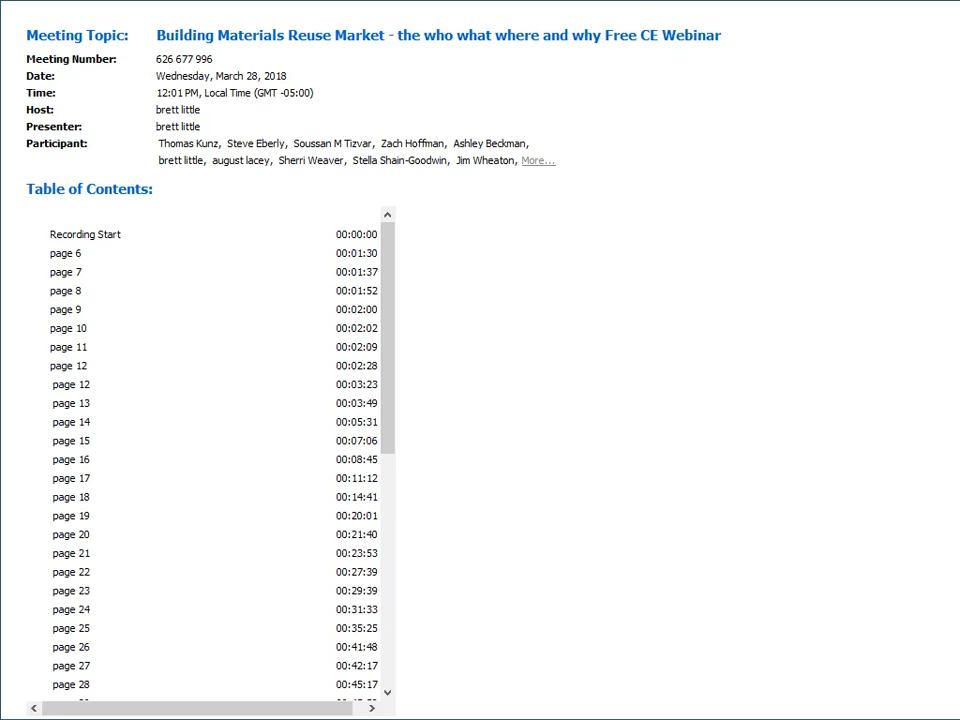 Meeting Topic: Building Materials Reuse Market - the who what where and why Free CE Webinar
Meeting Number: 626 677 996
Date: Wednesday, March 28, 2018
Time: 12:01 PM, Local Time (GMT -05:00)
Host: brett little
Presenter: brett little
Participant: Thomas Kunz, Steve Eberly, Soussan M Tizvar, Zach Hoffman, Ashley Beckman,
brett little, august lacey, Sherri Weaver, Stella Shain-Goodwin, Jim Wheaton, More...
Table of Contents:
Recording Start 00:00:00
page 6 00:01:30
page 7 00:01:37
page 8 00:01:52
page 9 00:02:00
page 10 00:02:02
page 11 00:02:09
page 12 00:02:28
page 12 00:03:23
page 13 00:03:49
page 14 00:05:31
page 15 00:07:06
page 16 00:08:45
page 17 00:11:12
page 18 00:14:41
page 19 00:20:01
page 20 00:21:40
page 21 00:23:53
page 22 00:27:39
page 23 00:29:39
page 24 00:31:33
page 25 00:35:25
page 26 00:41:48
page 27 00:42:17
page 28 00:45:17